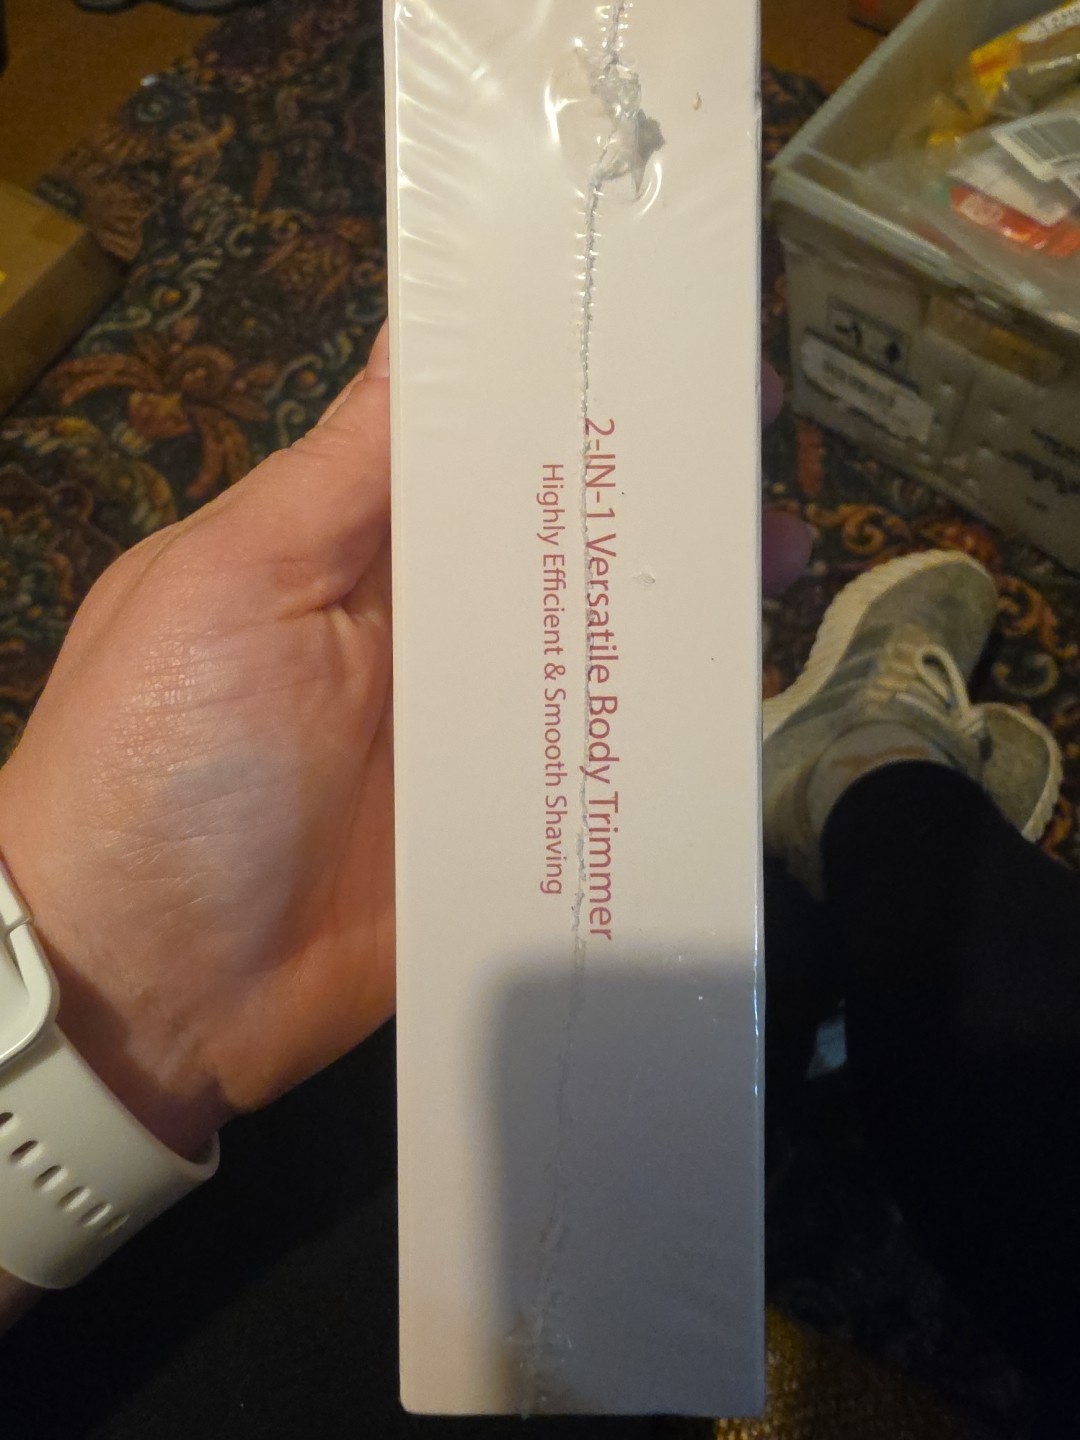 2-IN-1 Versatile Body Trimmer
Highly Efficient & Smooth Shaving